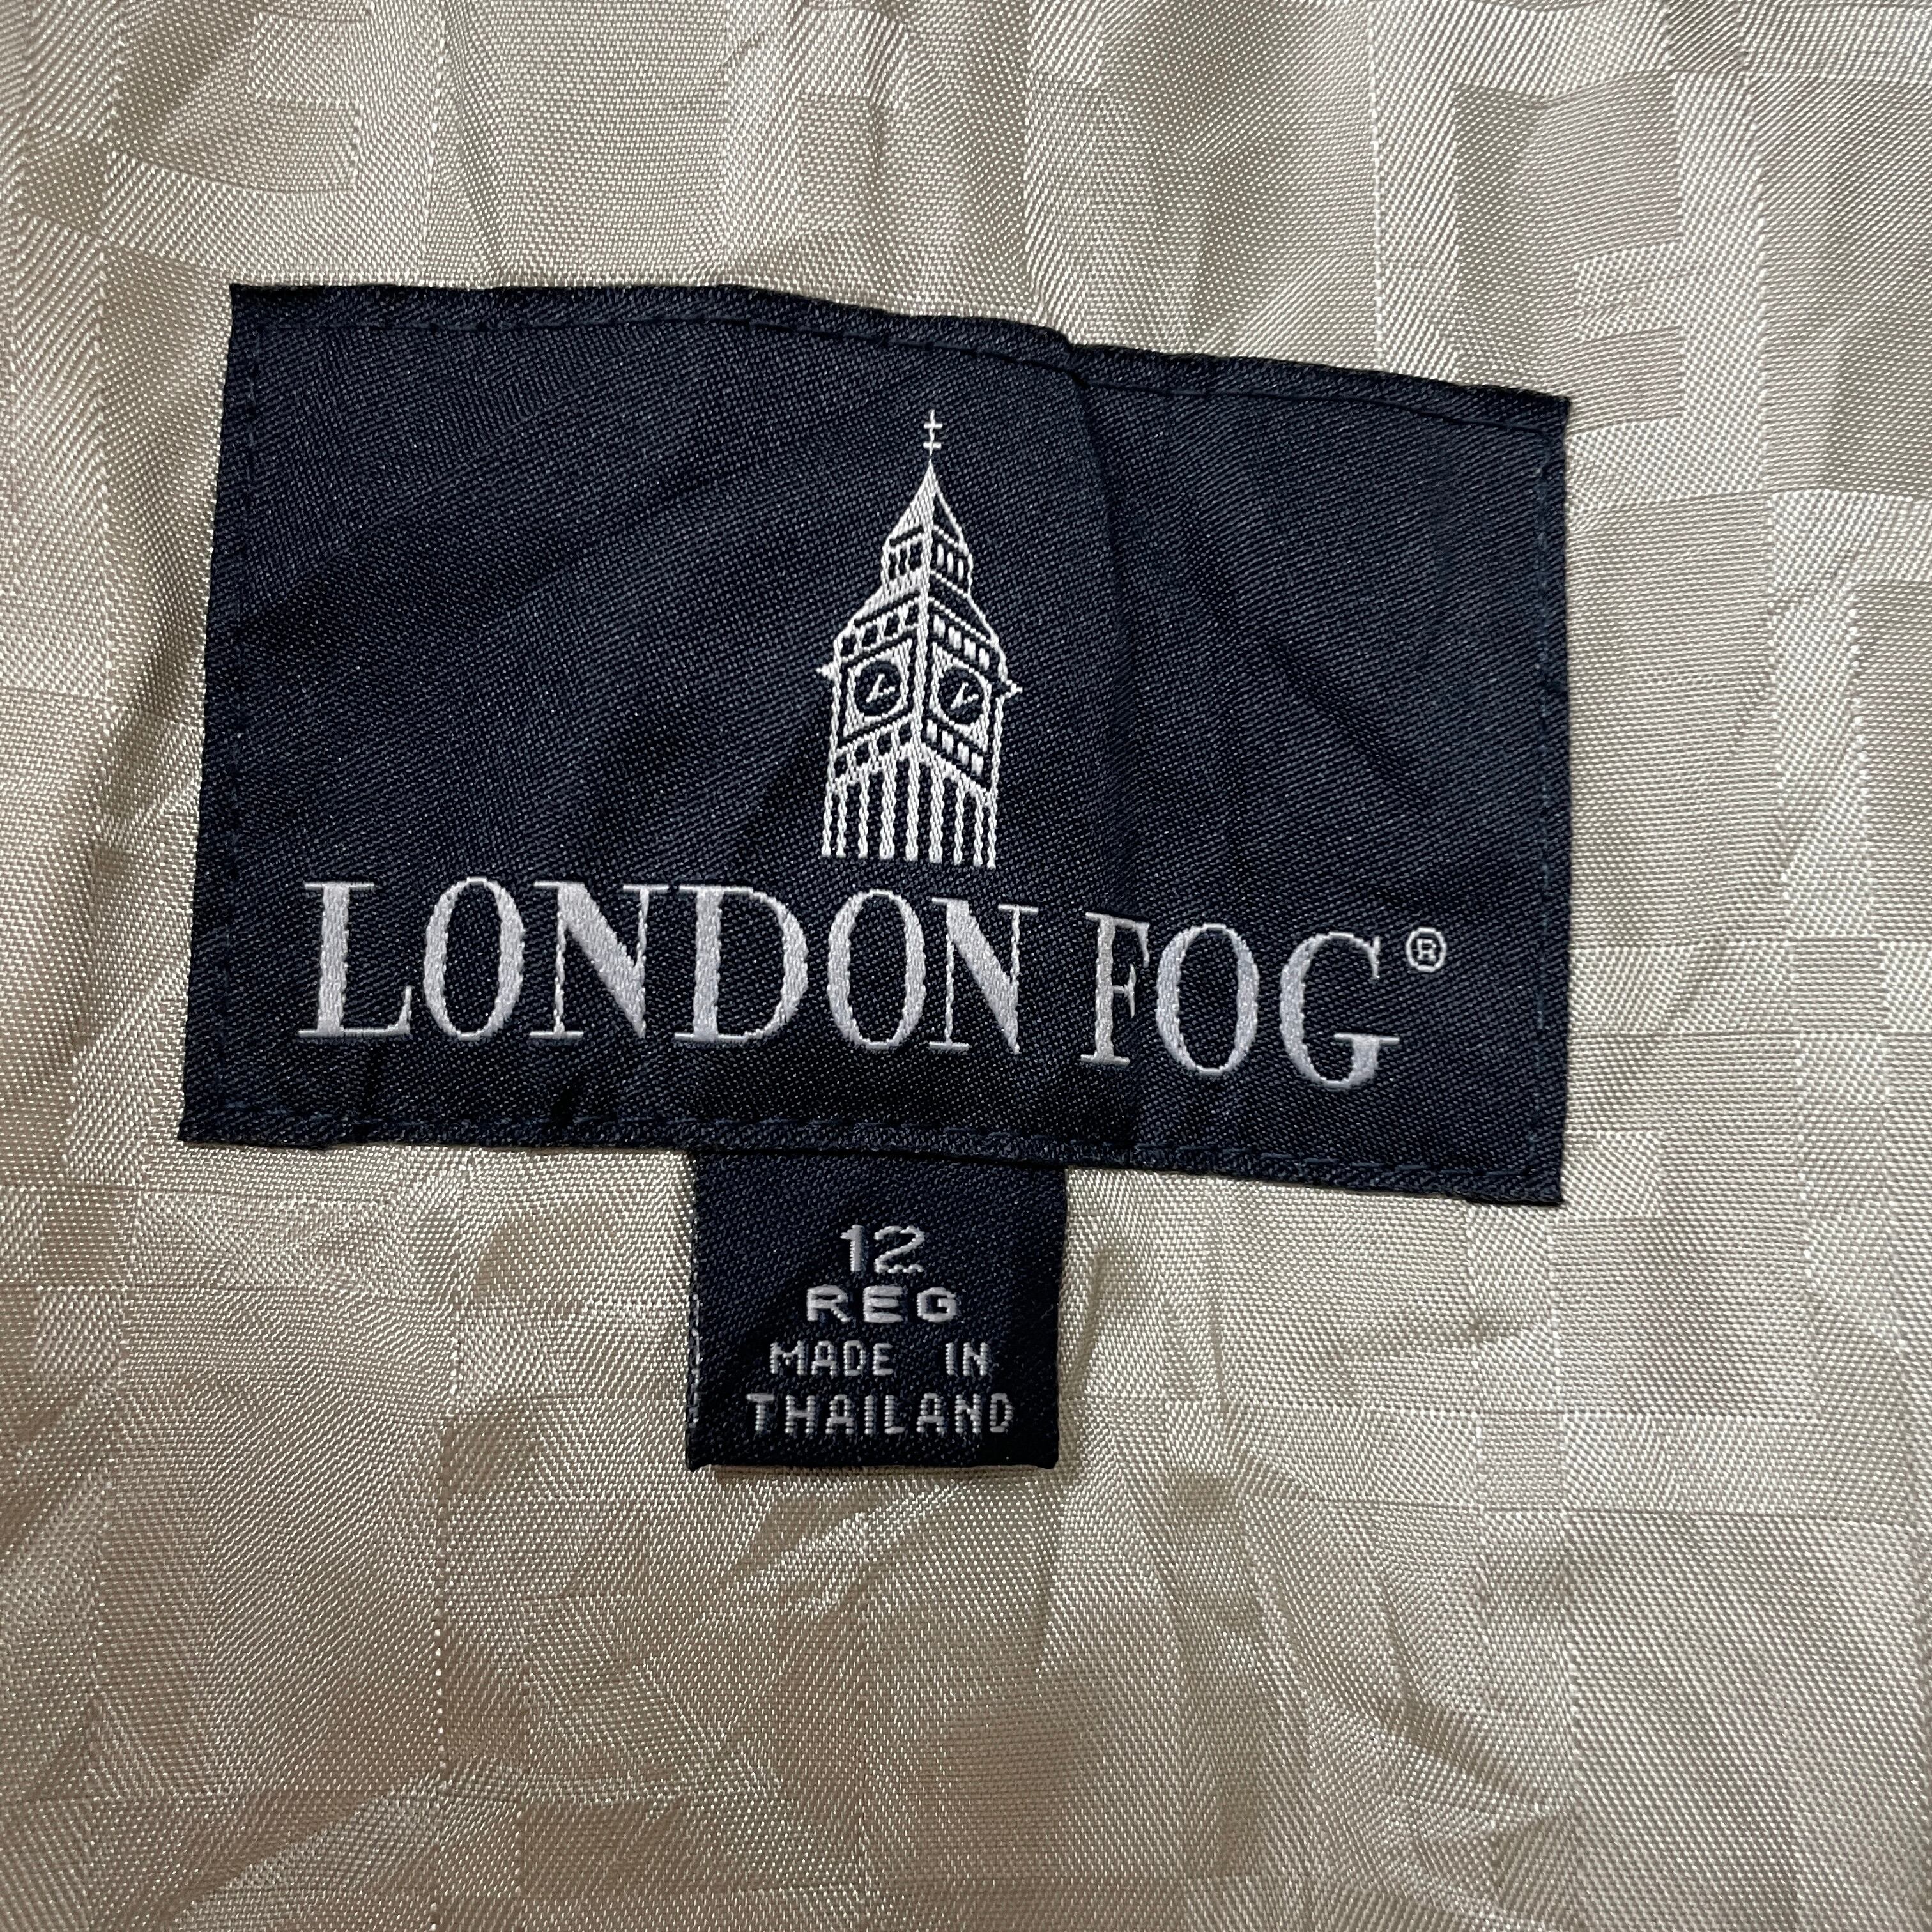 LONDON FOG®
12
REG
MADE IN
THAILAND